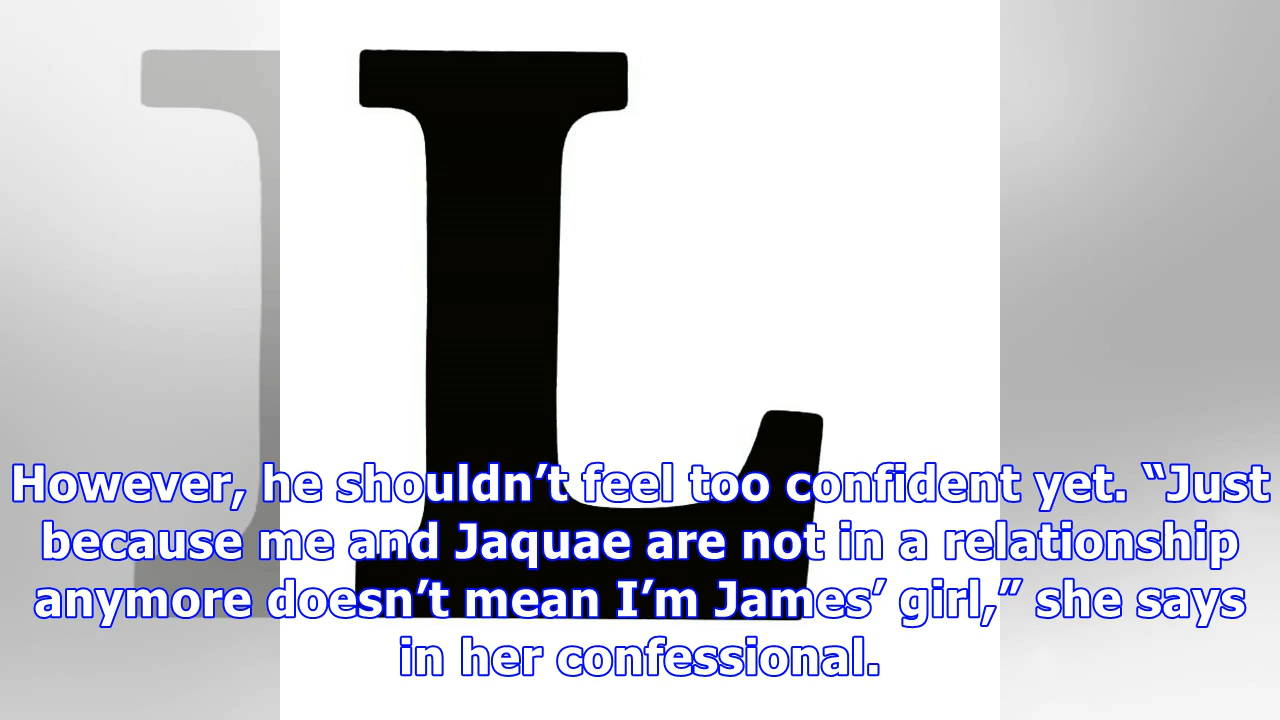 L
However, he shouldn’t feel too confident yet. “Just
because me and Jaquae are not in a relationship
anymore doesn’t mean I’m James’ girl,” she says
in her confessional.